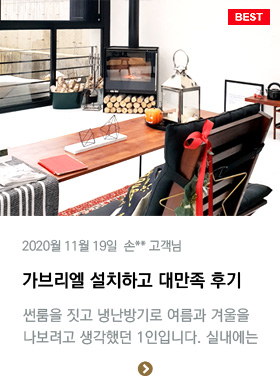 BEST
2020월 11월 19일 손** 고객님
가브리엘 설치하고 대만족 후기
썬룸을 짓고 냉난방기로 여름과 겨울을
나보려고 생각했던 1인입니다. 실내에는